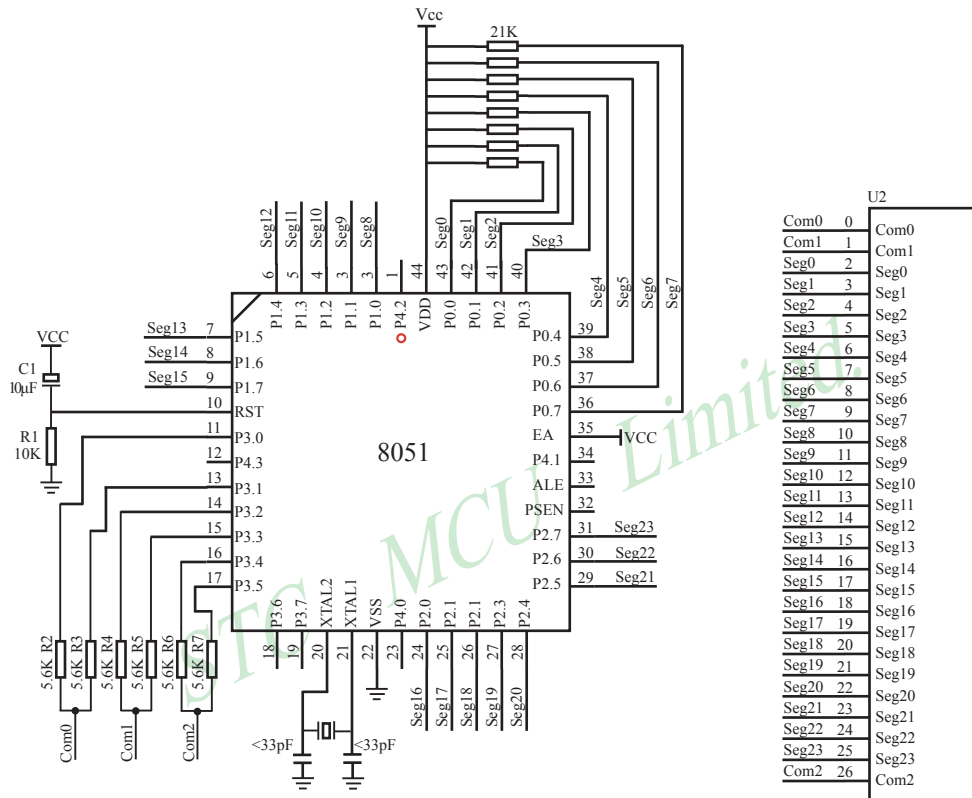 Vcc
21K
Seg12
Seg11
Seg10
Seg9
Seg8
Seg0
Seg1
Seg2
Seg3
Seg4
Seg5
Seg6
Seg7
6
5
4
3
3
1
44
43
42
41
40
P1.4
P1.3
P1.2
P1.1
P1.0
P4.2
VDD
P0.0
P0.1
P0.2
P0.3
VCC
C1
10μF
R1
10K
Seg13 7 P1.5
Seg14 8 P1.6
Seg15 9 P1.7
10 RST
11 P3.0
12 P4.3
13 P3.1
14 P3.2
15 P3.3
16 P3.4
17 P3.5
8051
P0.4 39
P0.5 38
P0.6 37
P0.7 36
EA 35 VCC
P4.1 34
ALE 33
PSEN 32
P2.7 31 Seg23
P2.6 30 Seg22
P2.5 29 Seg21
P3.6
P3.7
XTAL2
XTAL1
VSS
P4.0
P2.0
P2.1
P2.1
P2.3
P2.4
18
19
20
21
22
23
24
25
26
27
28
Seg16
Seg17
Seg18
Seg19
Seg20
5.6K R2
5.6K R3
5.6K R4
5.6K R5
5.6K R6
5.6K R7
Com0
Com1
Com2
<33pF
<33pF
STC MCU Limited.
U2
Com0 0 Com0
Com1 1 Com1
Seg0 2 Seg0
Seg1 3 Seg1
Seg2 4 Seg2
Seg3 5 Seg3
Seg4 6 Seg4
Seg5 7 Seg5
Seg6 8 Seg6
Seg7 9 Seg7
Seg8 10 Seg8
Seg9 11 Seg9
Seg10 12 Seg10
Seg11 13 Seg11
Seg12 14 Seg12
Seg13 15 Seg13
Seg14 16 Seg14
Seg15 17 Seg15
Seg16 18 Seg16
Seg17 19 Seg17
Seg18 20 Seg18
Seg19 21 Seg19
Seg20 22 Seg20
Seg21 23 Seg21
Seg22 24 Seg22
Seg23 25 Seg23
Com2 26 Com2